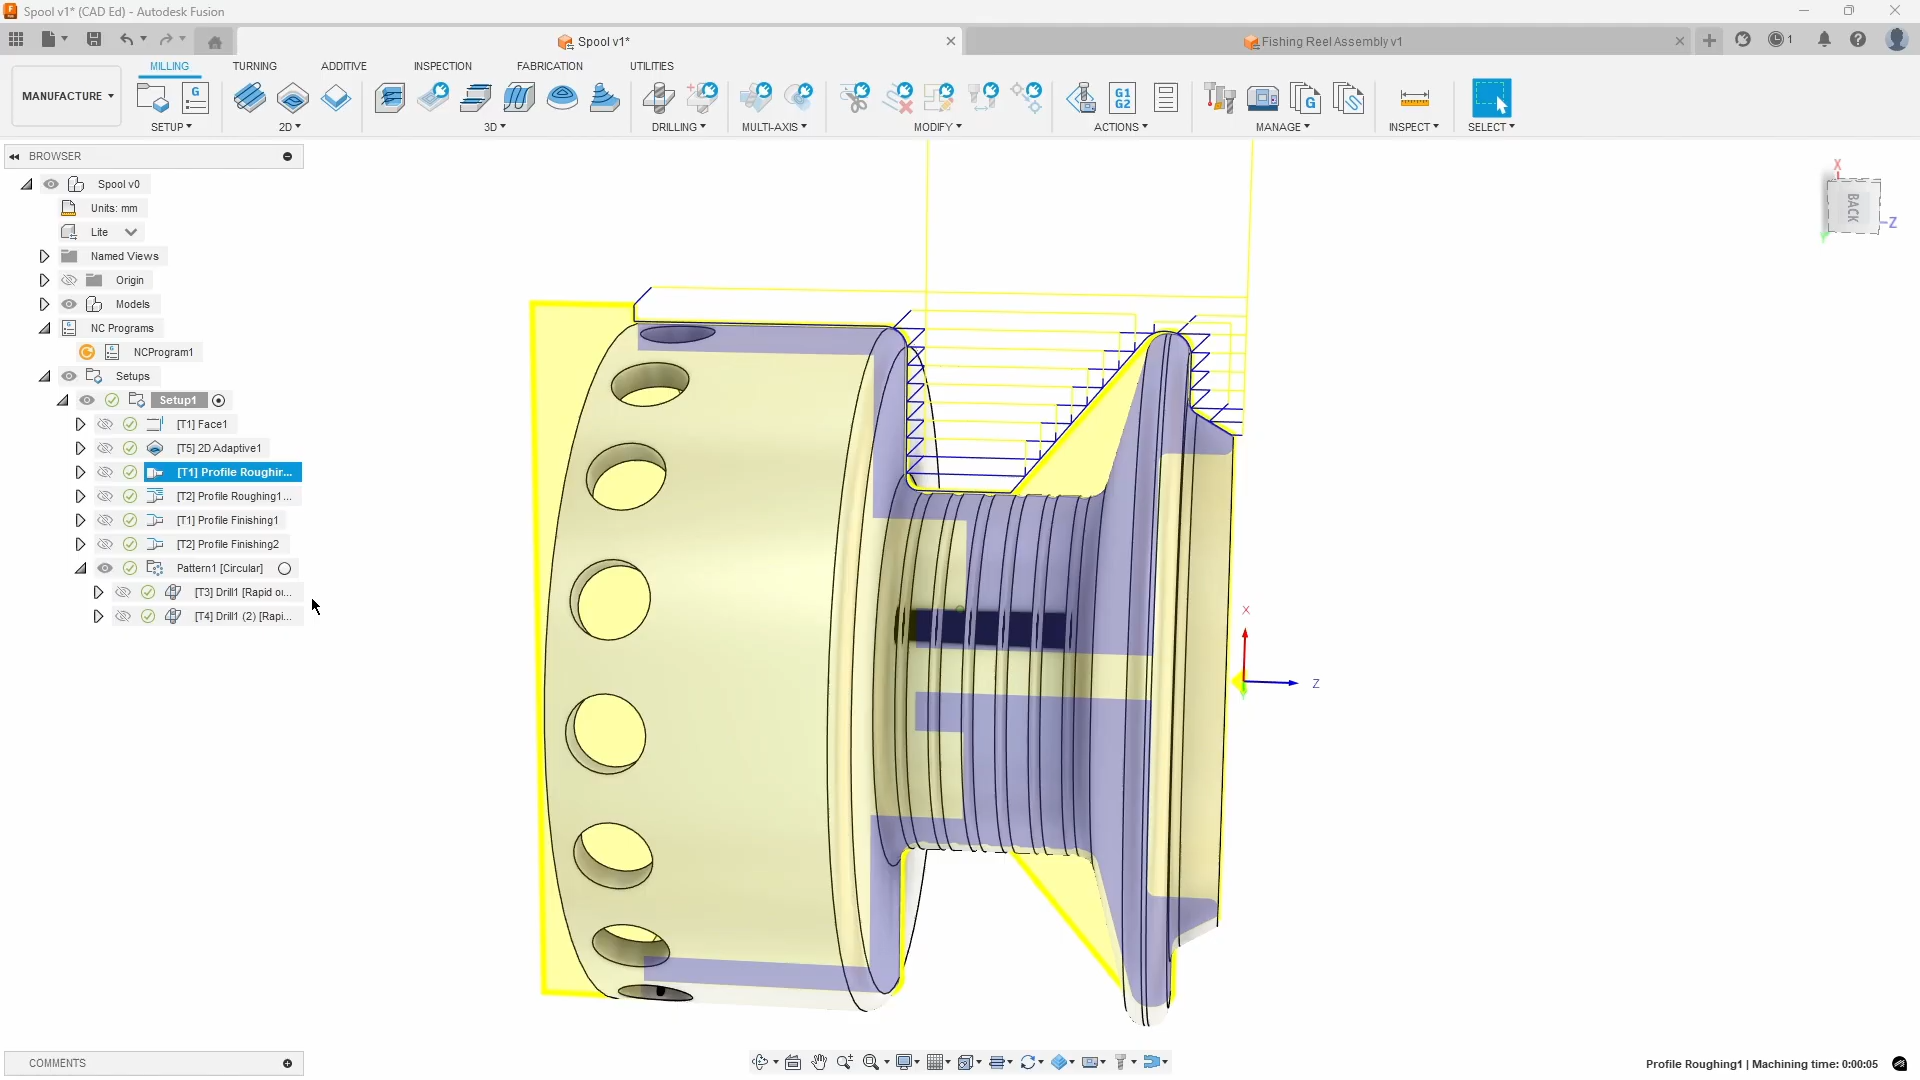 Spool v1* (CAD Ed) - Autodesk Fusion
Spool v1*
Fishing Reel Assembly v1
1
MILLING TURNING ADDITIVE INSPECTION FABRICATION UTILITIES
MANUFACTURE
G
G1
G2
G
SETUP 2D 3D DRILLING MULTI-AXIS MODIFY ACTIONS MANAGE INSPECT SELECT
BROWSER
Spool v0
Units: mm
Lite
Named Views
Origin
Models
NC Programs
NCProgram1
Setups
Setup1
[T1] Face1
[T5] 2D Adaptive1
[T1] Profile Roughin...
[T2] Profile Roughing1...
[T1] Profile Finishing1
[T2] Profile Finishing2
Pattern1 [Circular]
[T3] Drill1 [Rapid o...
[T4] Drill1 (2) [Rapi...
X
BACK
-Z
X
Z
COMMENTS
Profile Roughing1 | Machining time: 0:00:05